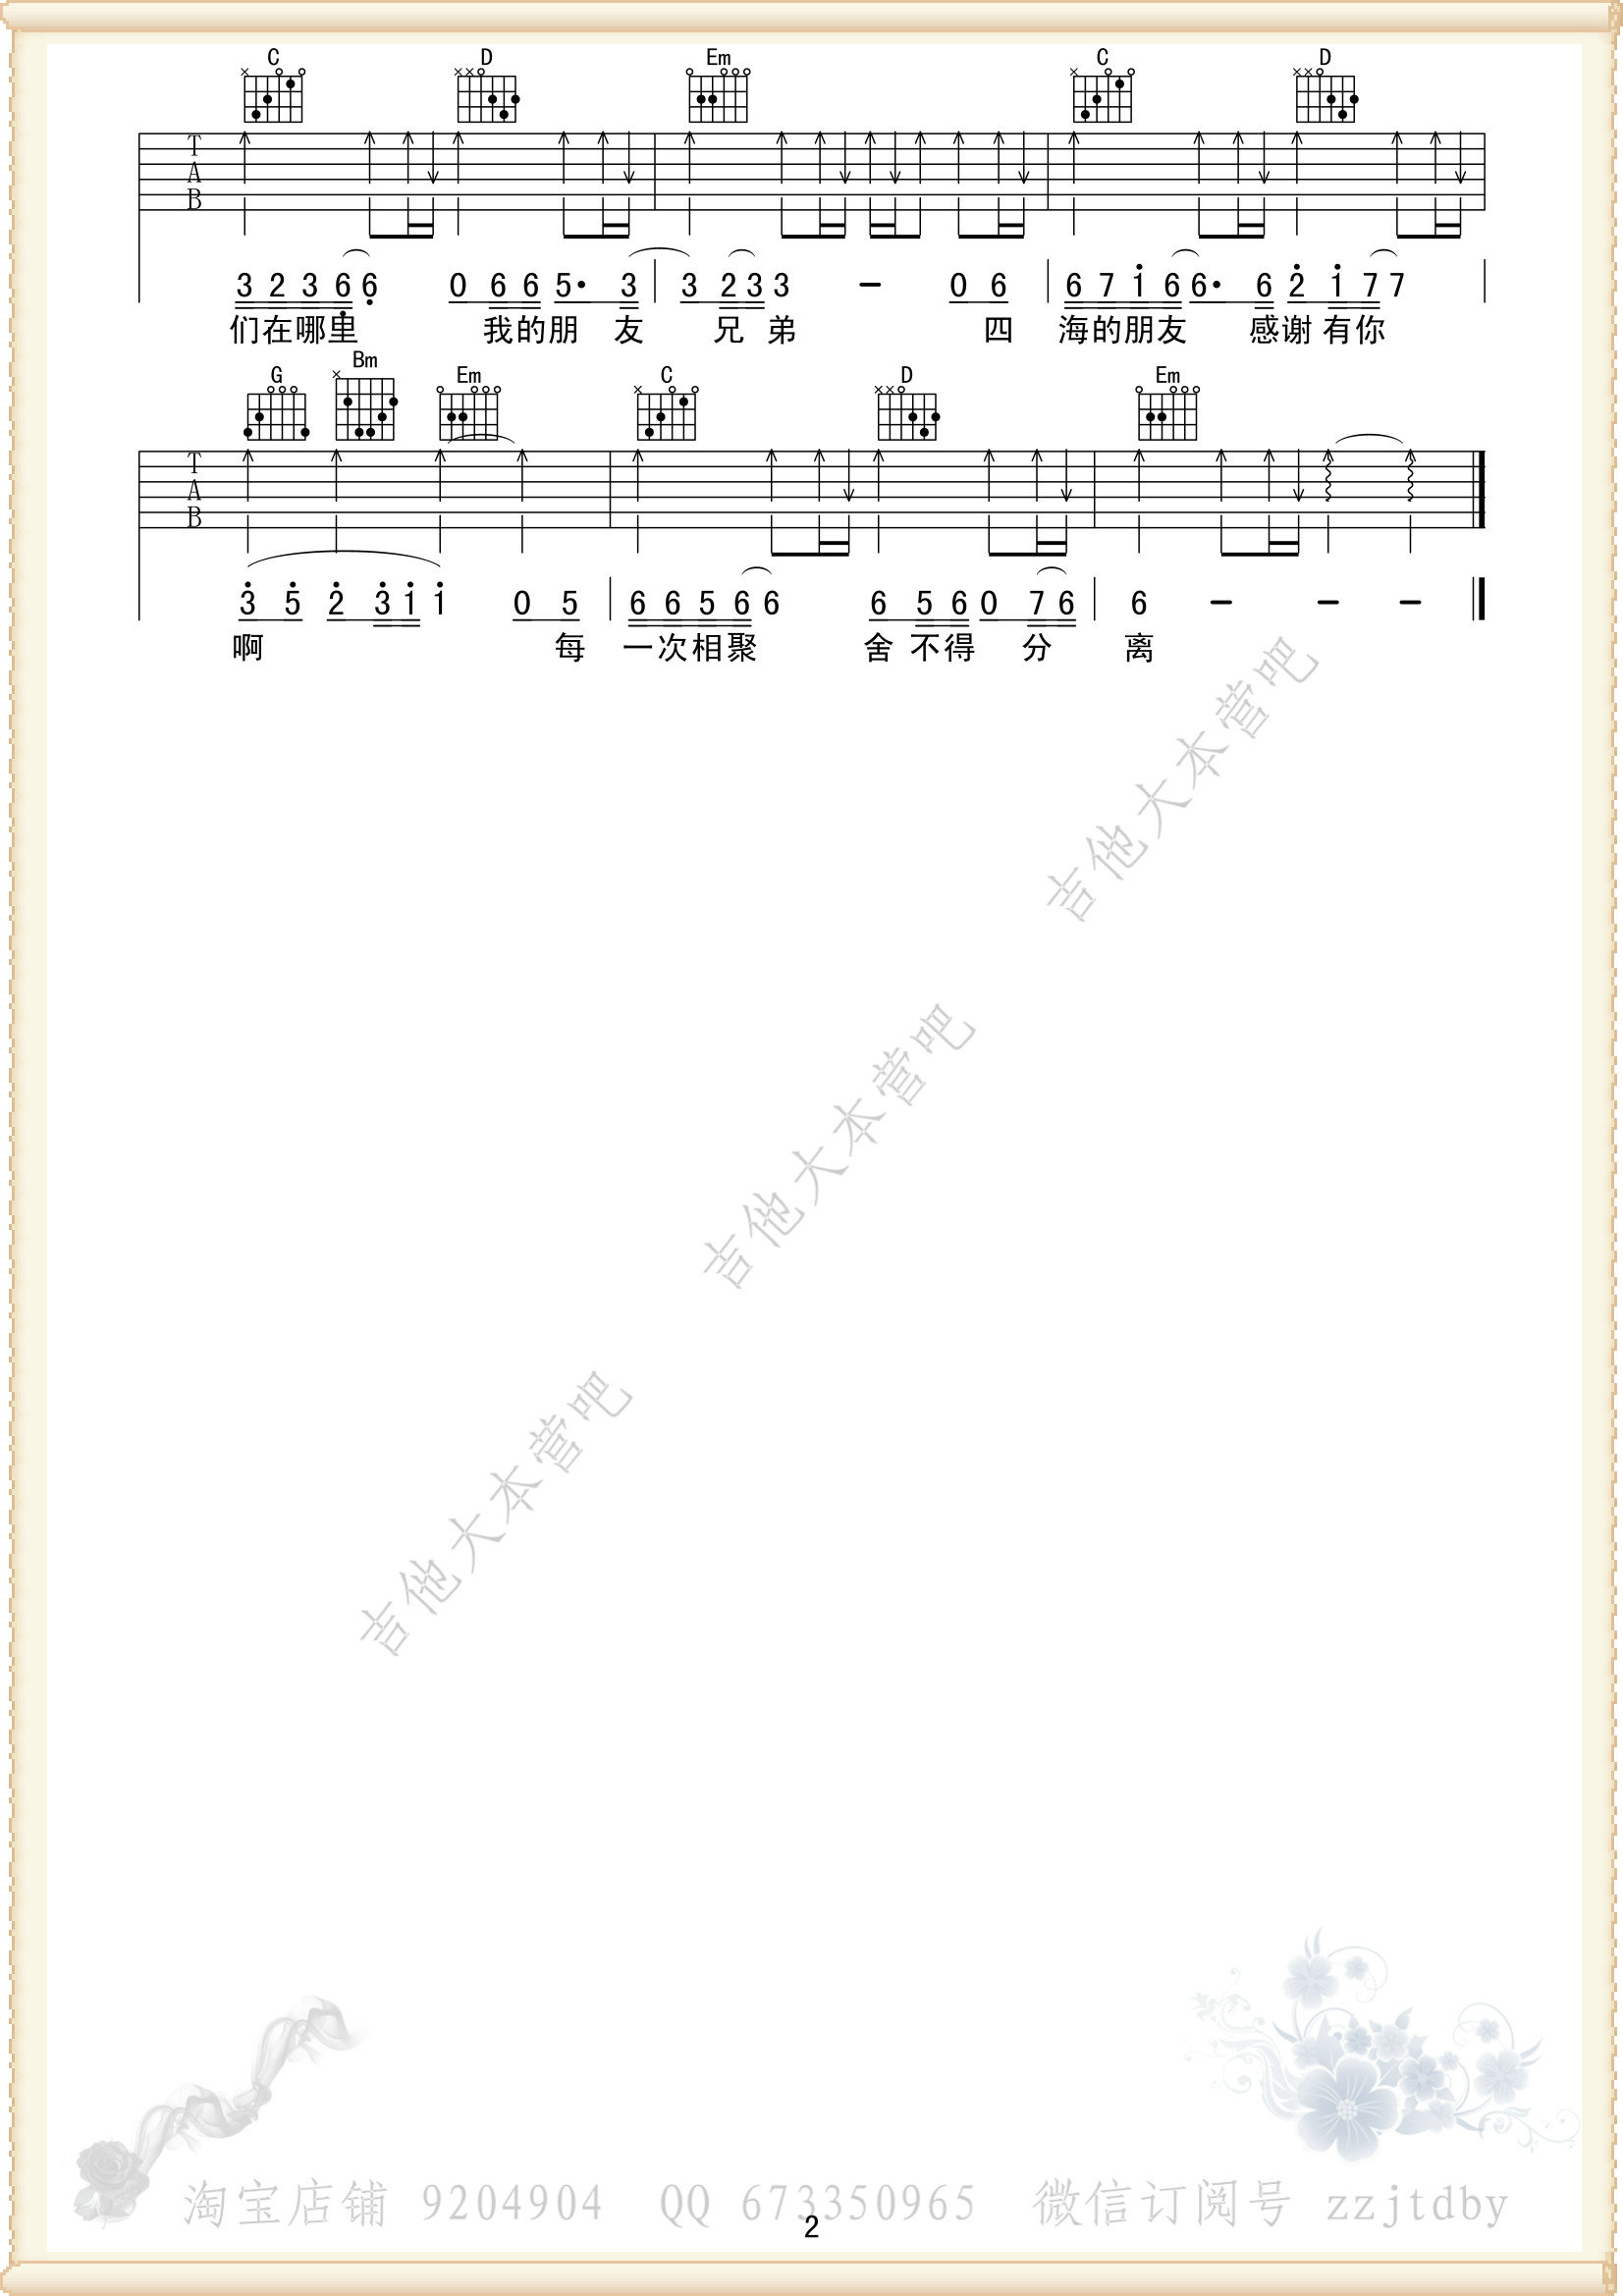 C D Em C D
T
A
B
3 2 3 6 6 0 6 6 5· 3 | 3 2 3 3 － 0 6 | 6 7 1 6 6· 6 2 1 7 7
们在哪里 我的朋 友 兄 弟 四 海的朋友 感谢 有你
G Bm Em C D Em
T
A
B
3 5 2 3 1 1 0 5 | 6 6 5 6 6 6 5 6 0 7 6 | 6 － － －
啊 每 一次相聚 舍 不得 分 离
吉他大本营吧
吉他大本营吧
吉他大本营吧
淘宝店铺 9204904 QQ 673350965 微信订阅号 zzjtdby
2